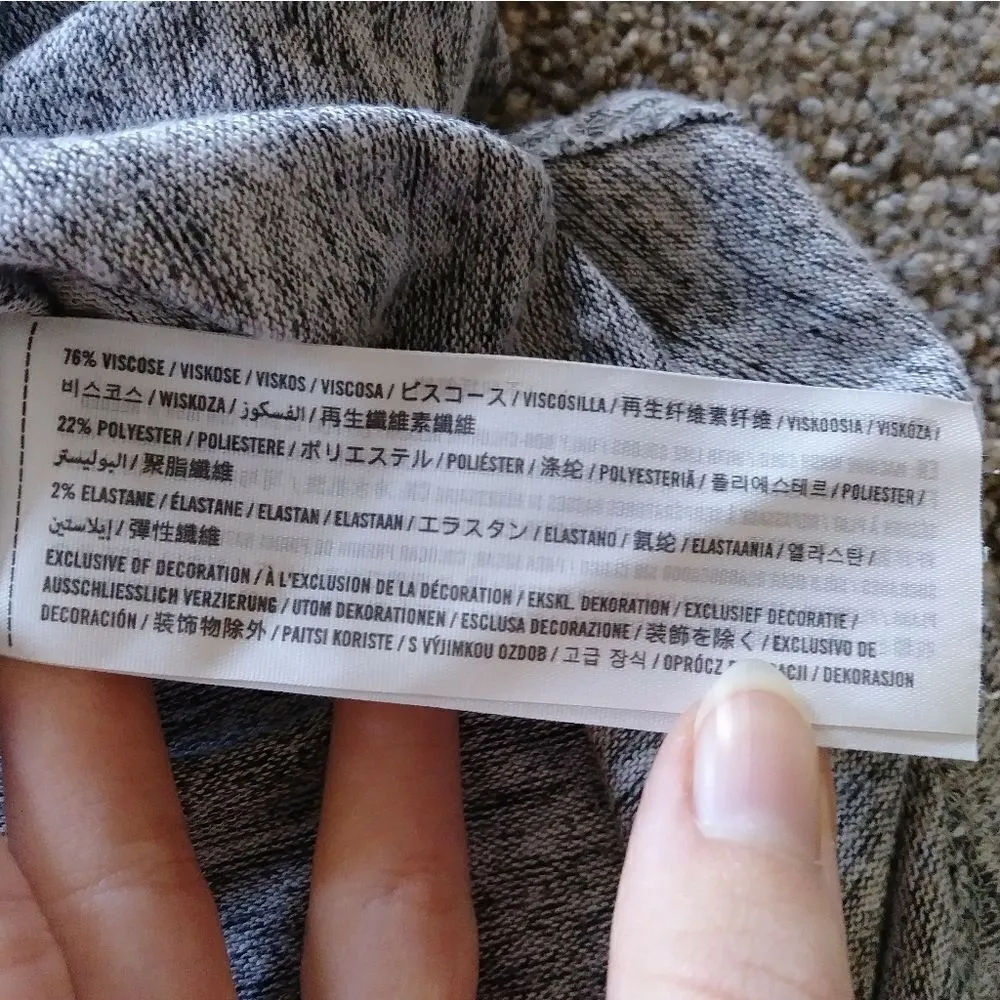 76% VISCOSE / VISKOSE / VISKOS / VISCOSA / ビスコース / VISCOSILLA / 再生纤维素纤维 / VISKOOSIA / VISKÓZA /
비스코스 / WISKOZA / الفسكوز / 再生纖維素纖維
22% POLYESTER / POLIESTERE / ポリエステル / POLIÉSTER / 涤纶 / POLYESTERIÄ / 폴리에스테르 / POLIESTER /
البوليستر / 聚脂纖維
2% ELASTANE / ÉLASTANE / ELASTAN / ELASTAAN / エラスタン / ELASTANO / 氨纶 / ELASTAANIA / 엘라스탄 /
إيلاستين / 彈性纖維
EXCLUSIVE OF DECORATION / À L'EXCLUSION DE LA DÉCORATION / EKSKL. DEKORATION / EXCLUSIEF DECORATIE /
AUSSCHLIESSLICH VERZIERUNG / UTOM DEKORATIONEN / ESCLUSA DECORAZIONE / 装飾を除く / EXCLUSIVO DE
DECORACIÓN / 装饰物除外 / PAITSI KORISTE / S VÝJIMKOU OZDOB / 고급 장식 / OPRÓCZ / DEKORASJON